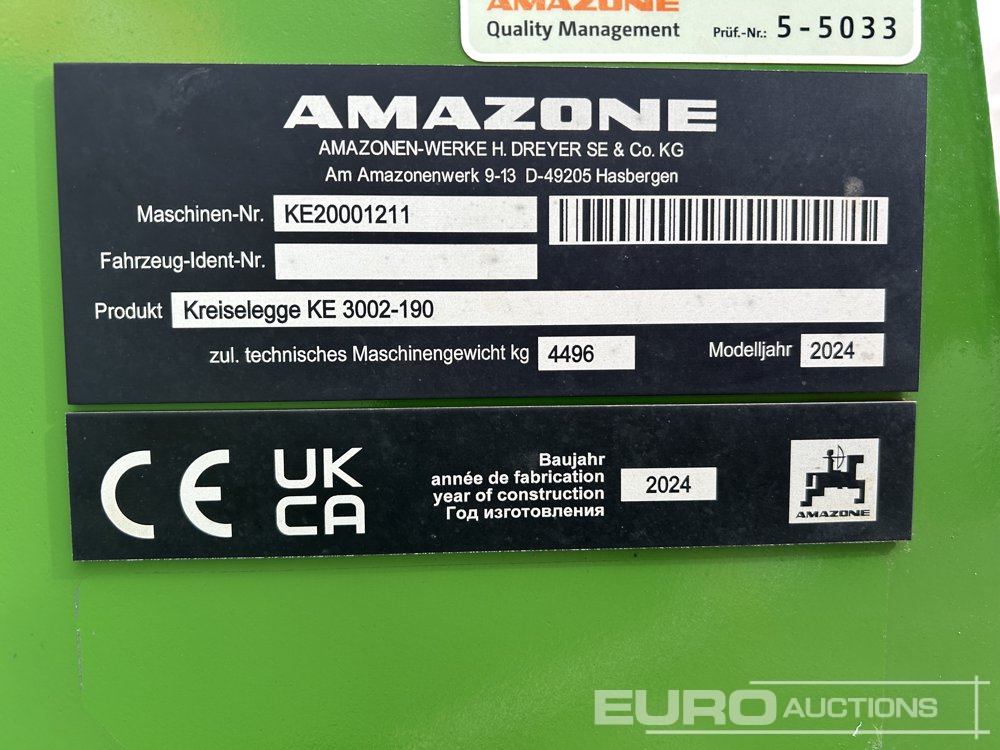 AMAZONE
Quality Management
Prüf.-Nr.: 5-5033
AMAZONE
AMAZONEN-WERKE H. DREYER SE & Co. KG
Am Amazonenwerk 9-13 D-49205 Hasbergen
Maschinen-Nr. KE20001211
Fahrzeug-Ident-Nr.
Produkt Kreiselegge KE 3002-190
zul. technisches Maschinengewicht kg 4496
Modelljahr 2024
CE
UK
CA
Baujahr
année de fabrication
year of construction
Год изготовления
2024
AMAZONE
EURO AUCTIONS